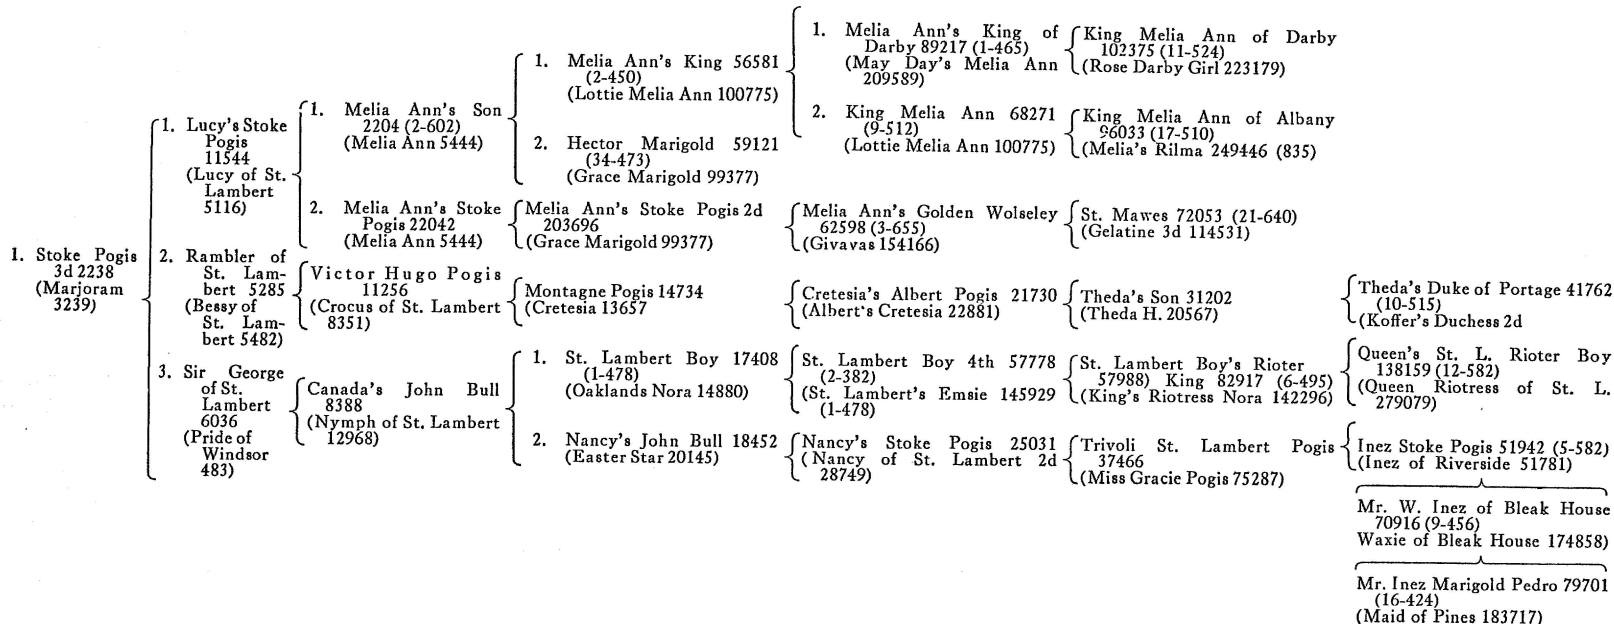 1. Stoke Pogis
3d 2238
(Marjoram
3239)
1. Lucy's Stoke
Pogis
11544
(Lucy of St.
Lambert
5116)
2. Rambler of
St. Lam-
bert 5285
(Bessy of
St. Lam-
bert 5482)
3. Sir George
of St.
Lambert
6036
(Pride of
Windsor
483)
1. Melia Ann's Son
2204 (2-602)
(Melia Ann 5444)
2. Melia Ann's Stoke
Pogis 22042
(Melia Ann 5444)
Victor Hugo Pogis
11256
(Crocus of St. Lambert
8351)
Canada's John Bull
8388
(Nymph of St. Lambert
12968)
1. Melia Ann's King 56581
(2-450)
(Lottie Melia Ann 100775)
2. Hector Marigold 59121
(34-473)
(Grace Marigold 99377)
Melia Ann's Stoke Pogis 2d
203696
(Grace Marigold 99377)
Montagne Pogis 14734
(Cretesia 13657
1. St. Lambert Boy 17408
(1-478)
(Oaklands Nora 14880)
2. Nancy's John Bull 18452
(Easter Star 20145)
1. Melia Ann's King of
Darby 89217 (1-465)
(May Day's Melia Ann
209589)
2. King Melia Ann 68271
(9-512)
(Lottie Melia Ann 100775)
Melia Ann's Golden Wolseley
62598 (3-655)
(Givavas 154166)
Cretesia's Albert Pogis 21730
(Albert's Cretesia 22881)
St. Lambert Boy 4th 57778
(2-382)
(St. Lambert's Emsie 145929
(1-478)
Nancy's Stoke Pogis 25031
(Nancy of St. Lambert 2d
28749)
King Melia Ann of Darby
102375 (11-524)
(Rose Darby Girl 223179)
King Melia Ann of Albany
96033 (17-510)
(Melia's Rilma 249446 (835)
St. Mawes 72053 (21-640)
(Gelatine 3d 114531)
Theda's Son 31202
(Theda H. 20567)
St. Lambert Boy's Rioter
57988) King 82917 (6-495)
(King's Riotress Nora 142296)
Trivoli St. Lambert Pogis
37466
(Miss Gracie Pogis 75287)
Theda's Duke of Portage 41762
(10-515)
(Koffer's Duchess 2d
Queen's St. L. Rioter Boy
138159 (12-582)
(Queen Riotress of St. L.
279079)
Inez Stoke Pogis 51942 (5-582)
(Inez of Riverside 51781)
Mr. W. Inez of Bleak House
70916 (9-456)
Waxie of Bleak House 174858)
Mr. Inez Marigold Pedro 79701
(16-424)
(Maid of Pines 183717)